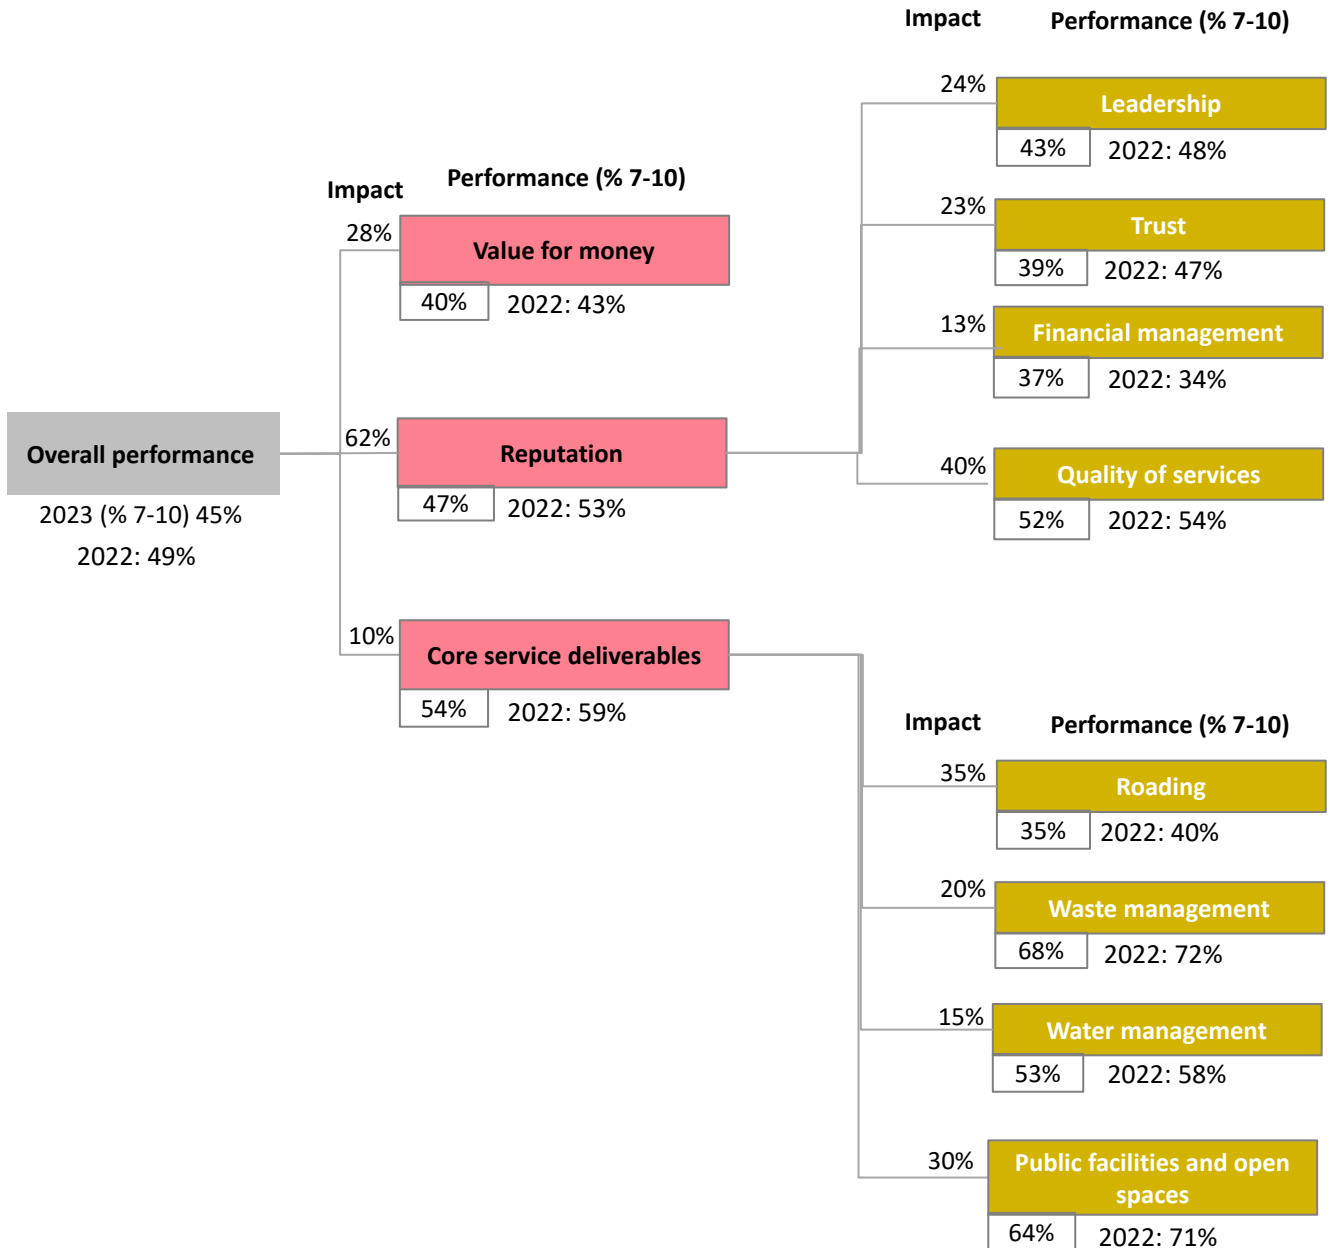 Impact
Performance (% 7-10)
24%
Leadership
43%
2022: 48%
23%
Trust
39%
2022: 47%
13%
Financial management
37%
2022: 34%
40%
Quality of services
52%
2022: 54%
Impact
Performance (% 7-10)
28%
Value for money
40%
2022: 43%
62%
Reputation
47%
2022: 53%
10%
Core service deliverables
54%
2022: 59%
Overall performance
2023 (% 7-10) 45%
2022: 49%
Impact
Performance (% 7-10)
35%
Roading
35%
2022: 40%
20%
Waste management
68%
2022: 72%
15%
Water management
53%
2022: 58%
30%
Public facilities and open
spaces
64%
2022: 71%